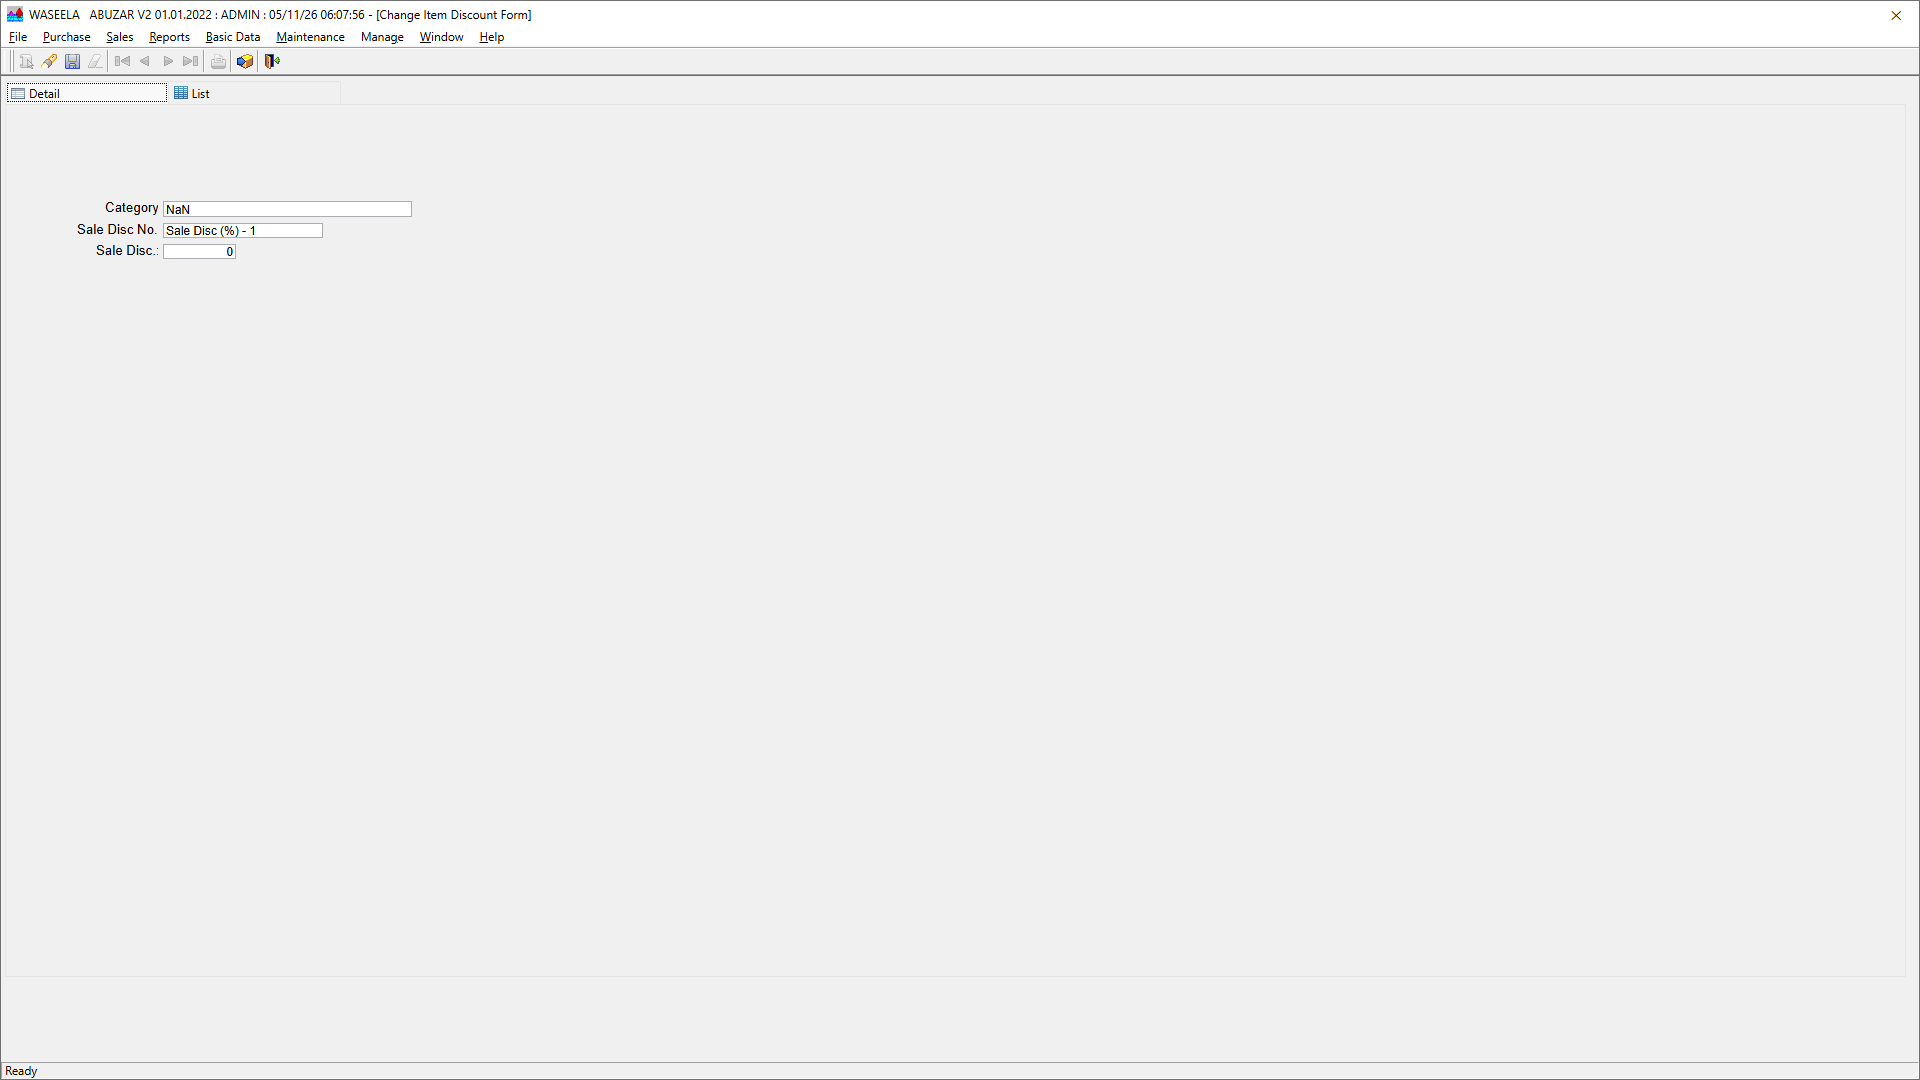 WASEELA   ABUZAR V2 01.01.2022 : ADMIN : 05/11/26 06:07:56 - [Change Item Discount Form]
File Purchase Sales Reports Basic Data Maintenance Manage Window Help
Detail List
Category NaN
Sale Disc No. Sale Disc (%) - 1
Sale Disc.: 0
Ready